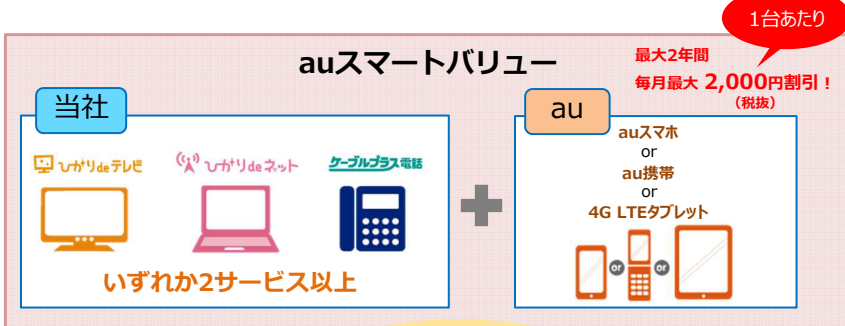 1台あたり
auスマートバリュー
最大2年間
毎月最大 2,000円割引！
（税抜）
当社
au
ひかりdeテレビ
ひかりdeネット
ケーブルプラス電話
auスマホ
or
au携帯
or
4G LTEタブレット
or
or
いずれか2サービス以上